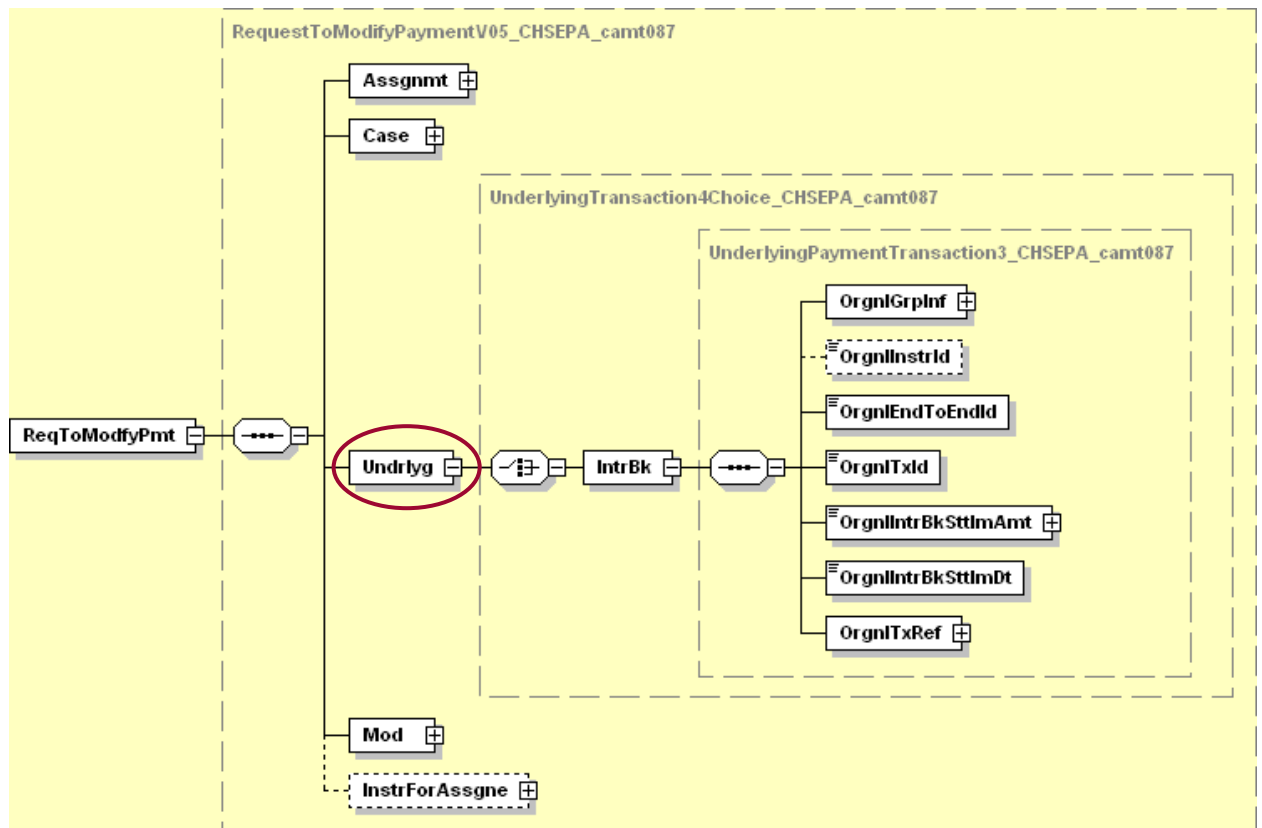 RequestToModifyPaymentV05_CHSEPA_camt087
Assgnmt
Case
UnderlyingTransaction4Choice_CHSEPA_camt087
UnderlyingPaymentTransaction3_CHSEPA_camt087
OrgnlGrpInf
OrgnlInstrId
OrgnlEndToEndId
ReqToModfyPmt
Undrlyg
IntrBk
OrgnlTxId
OrgnlIntrBkSttlmAmt
OrgnlIntrBkSttlmDt
OrgnlTxRef
Mod
InstrForAssgne